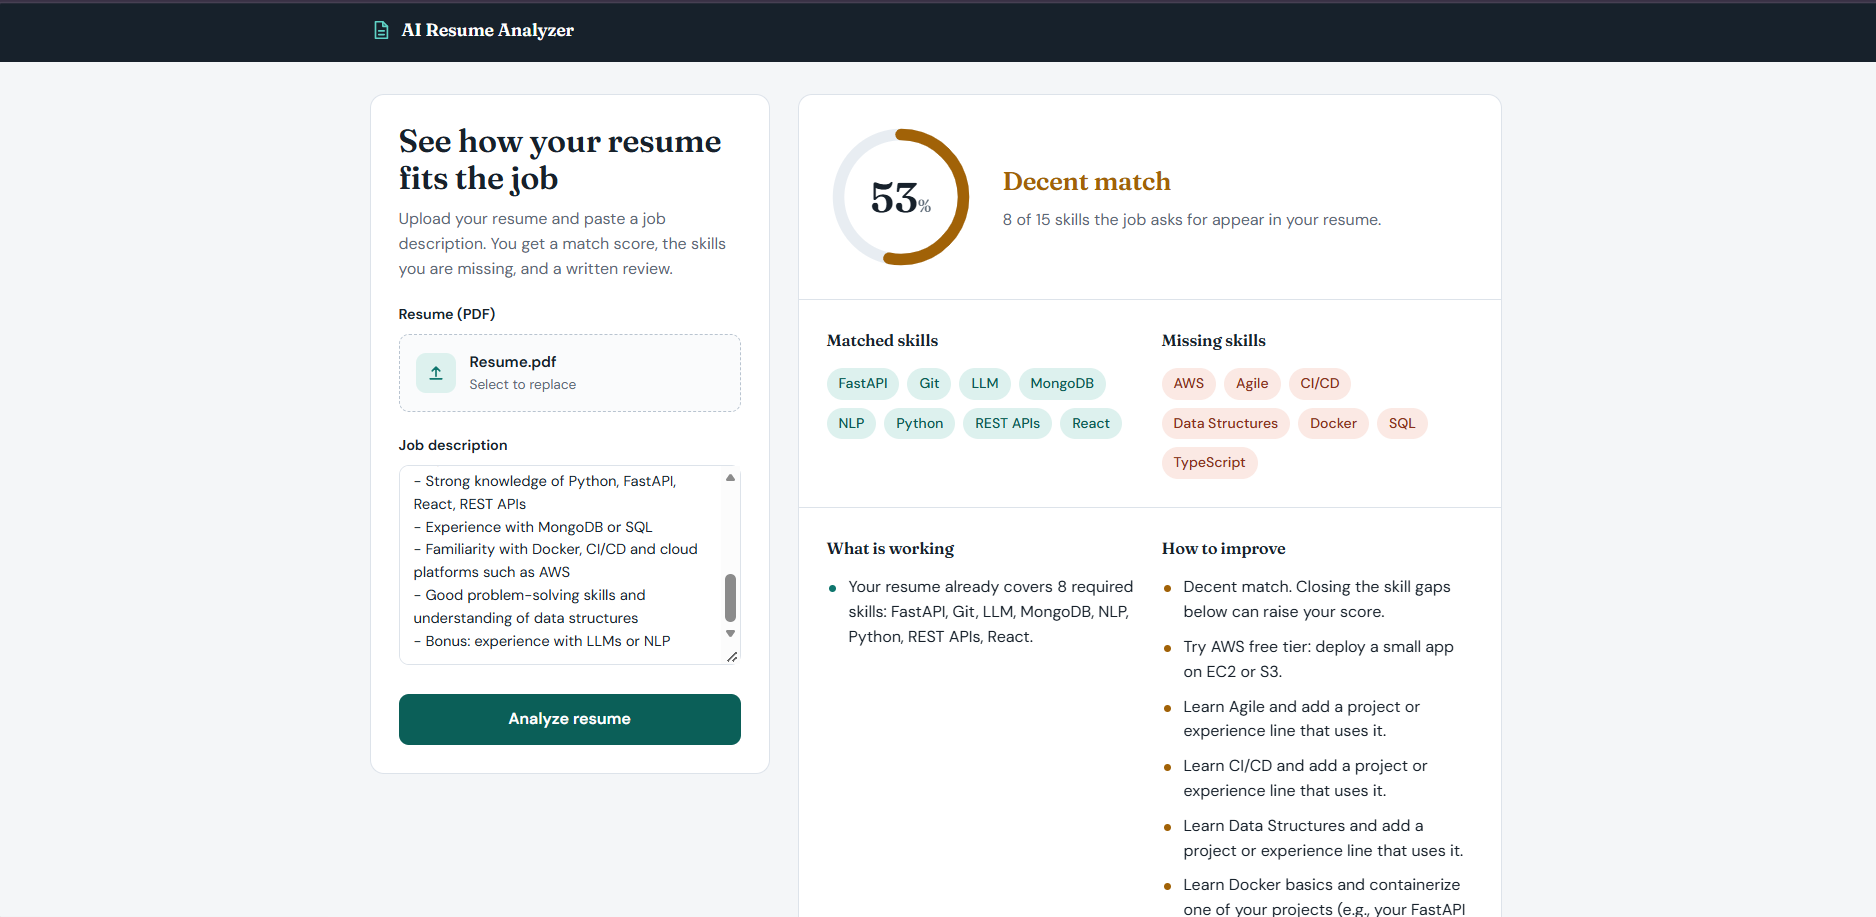 AI Resume Analyzer
See how your resume
fits the job
Upload your resume and paste a job
description. You get a match score, the skills
you are missing, and a written review.
Resume (PDF)
Resume.pdf
Select to replace
Job description
- Strong knowledge of Python, FastAPI,
React, REST APIs
- Experience with MongoDB or SQL
- Familiarity with Docker, CI/CD and cloud
platforms such as AWS
- Good problem-solving skills and
understanding of data structures
- Bonus: experience with LLMs or NLP
Analyze resume
53%
Decent match
8 of 15 skills the job asks for appear in your resume.
Matched skills
FastAPI Git LLM MongoDB
NLP Python REST APIs React
Missing skills
AWS Agile CI/CD
Data Structures Docker SQL
TypeScript
What is working
Your resume already covers 8 required
skills: FastAPI, Git, LLM, MongoDB, NLP,
Python, REST APIs, React.
How to improve
Decent match. Closing the skill gaps
below can raise your score.
Try AWS free tier: deploy a small app
on EC2 or S3.
Learn Agile and add a project or
experience line that uses it.
Learn CI/CD and add a project or
experience line that uses it.
Learn Data Structures and add a
project or experience line that uses it.
Learn Docker basics and containerize
one of your projects (e.g., your FastAPI